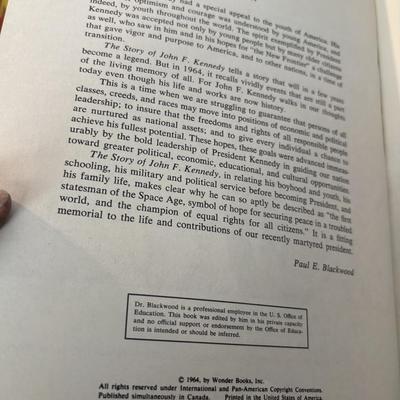 had a special appeal to the youth of America. His
optimism and courage was understood by young America,
indeed, by youth throughout the world. The spirit exemplified by President
Kennedy was accepted not only by young people but by many older citizens
as well, who saw in him and in his hopes for "the New Frontier" a challenge
that gave vigor and purpose to America, and to other nations, in a time of
transition.
The Story of John F. Kennedy tells a story that will in a few years
become a legend. But in 1964, it recalls vividly events that are still a part
of the living memory of all. For John F. Kennedy walks in our thoughts
today even though his life and works are now history.
This is a time when we are struggling to guarantee that persons of all
classes, creeds, and races may move into positions of economic and political
leadership; to insure that the freedoms and rights of all responsible people
are nurtured as national assets; and to give every individual a chance to
achieve his fullest potential. These hopes, these goals were advanced immeas-
urably by the bold leadership of President Kennedy in guiding our nation
toward greater political, economic, educational, and cultural opportunities.
The Story of John F. Kennedy, in relating his boyhood and youth, his
schooling, his military and political service before becoming President, and
his family life, makes clear why he can so aptly be described as "the first
statesman of the Space Age, symbol of hope for securing peace in a troubled
world, and the champion of equal rights for all citizens." It is a fitting
memorial to the life and contributions of our recently martyred president.
Paul E. Blackwood
Dr. Blackwood is a professional employee in the U. S. Office of
Education. This book was edited by him in his private capacity
and no official support or endorsement by the Office of Educa-
tion is intended or should be inferred.
© 1964, by Wonder Books, Inc.
All rights reserved under International and Pan-American Copyright Conventions.
Published simultaneously in Canada. Printed in the United States of America.